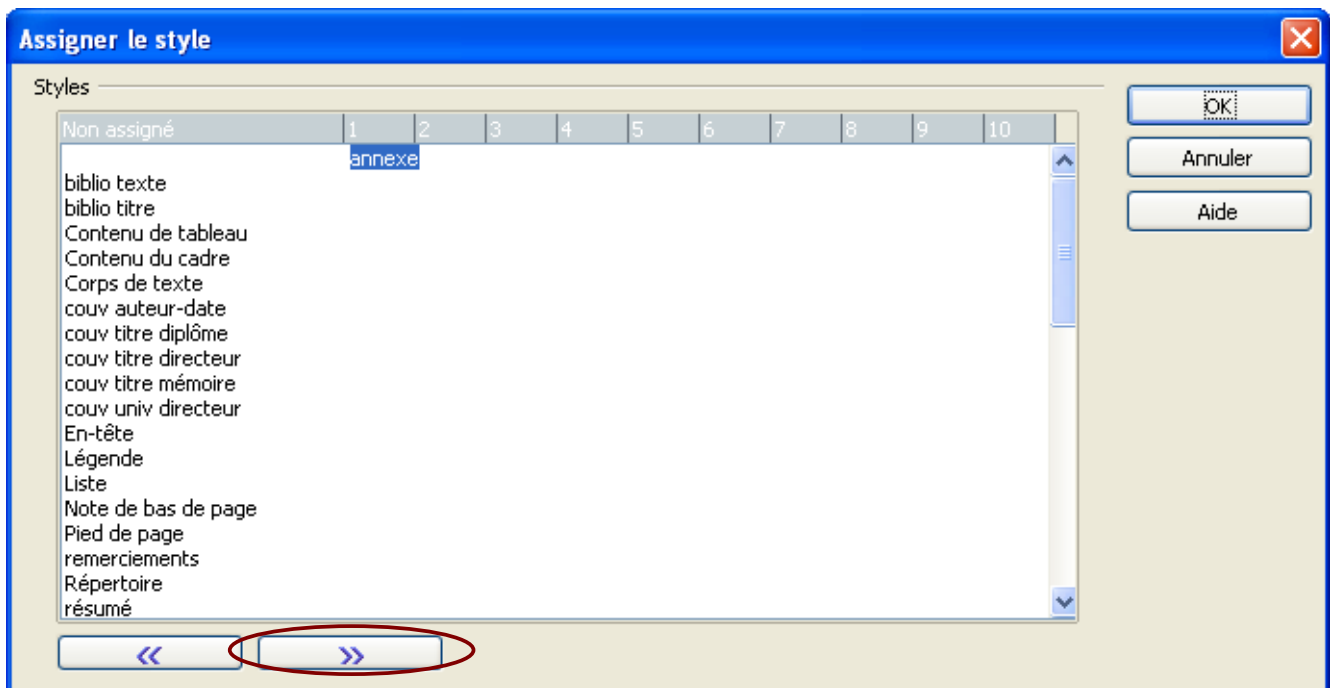 Assigner le style
Styles
OK
Non assigné 1 2 3 4 5 6 7 8 9 10
annexe
Annuler
biblio texte
biblio titre
Aide
Contenu de tableau
Contenu du cadre
Corps de texte
couv auteur-date
couv titre diplôme
couv titre directeur
couv titre mémoire
couv univ directeur
En-tête
Légende
Liste
Note de bas de page
Pied de page
remerciements
Répertoire
résumé
<< >>